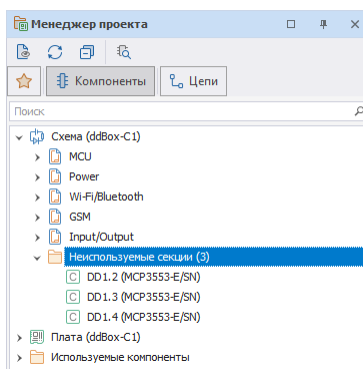 Менеджер проекта
Компоненты
Цепи
Поиск
Схема (ddBox-C1)
MCU
Power
Wi-Fi/Bluetooth
GSM
Input/Output
Неиспользуемые секции (3)
C DD1.2 (MCP3553-E/SN)
C DD1.3 (MCP3553-E/SN)
C DD1.4 (MCP3553-E/SN)
Плата (ddBox-C1)
Используемые компоненты